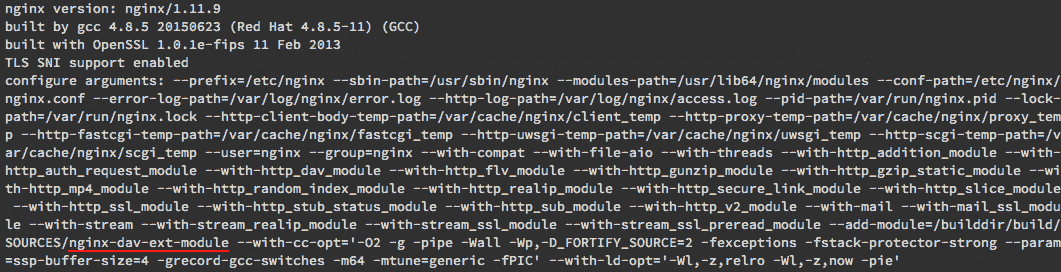 nginx version: nginx/1.11.9
built by gcc 4.8.5 20150623 (Red Hat 4.8.5-11) (GCC)
built with OpenSSL 1.0.1e-fips 11 Feb 2013
TLS SNI support enabled
configure arguments: --prefix=/etc/nginx --sbin-path=/usr/sbin/nginx --modules-path=/usr/lib64/nginx/modules --conf-path=/etc/nginx/
nginx.conf --error-log-path=/var/log/nginx/error.log --http-log-path=/var/log/nginx/access.log --pid-path=/var/run/nginx.pid --lock-
path=/var/run/nginx.lock --http-client-body-temp-path=/var/cache/nginx/client_temp --http-proxy-temp-path=/var/cache/nginx/proxy_tem
p --http-fastcgi-temp-path=/var/cache/nginx/fastcgi_temp --http-uwsgi-temp-path=/var/cache/nginx/uwsgi_temp --http-scgi-temp-path=/v
ar/cache/nginx/scgi_temp --user=nginx --group=nginx --with-compat --with-file-aio --with-threads --with-http_addition_module --with-
http_auth_request_module --with-http_dav_module --with-http_flv_module --with-http_gunzip_module --with-http_gzip_static_module --wi
th-http_mp4_module --with-http_random_index_module --with-http_realip_module --with-http_secure_link_module --with-http_slice_module
--with-http_ssl_module --with-http_stub_status_module --with-http_sub_module --with-http_v2_module --with-mail --with-mail_ssl_modu
le --with-stream --with-stream_realip_module --with-stream_ssl_module --with-stream_ssl_preread_module --add-module=/builddir/build/
SOURCES/nginx-dav-ext-module --with-cc-opt='-O2 -g -pipe -Wall -Wp,-D_FORTIFY_SOURCE=2 -fexceptions -fstack-protector-strong --param
=ssp-buffer-size=4 -grecord-gcc-switches -m64 -mtune=generic -fPIC' --with-ld-opt='-Wl,-z,relro -Wl,-z,now -pie'